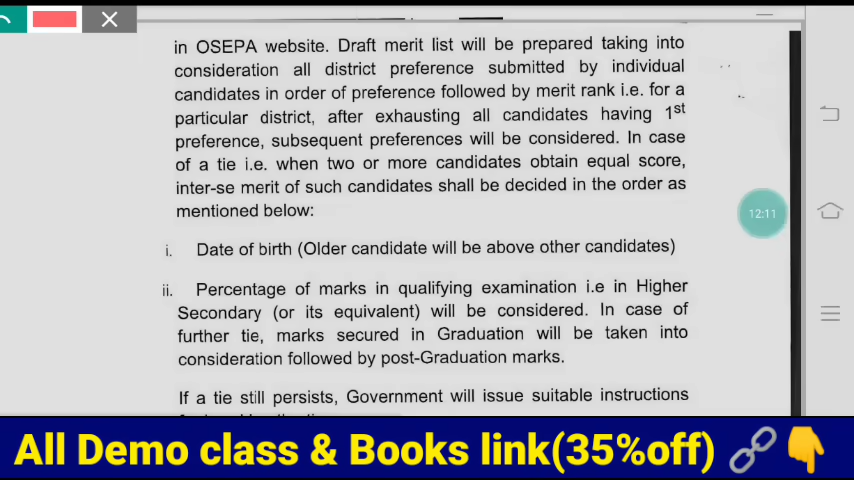 in OSEPA website. Draft merit list will be prepared taking into
consideration all district preference submitted by individual
candidates in order of preference followed by merit rank i.e. for a
particular district, after exhausting all candidates having 1st
preference, subsequent preferences will be considered. In case
of a tie i.e. when two or more candidates obtain equal score,
inter-se merit of such candidates shall be decided in the order as
mentioned below:
i. Date of birth (Older candidate will be above other candidates)
ii. Percentage of marks in qualifying examination i.e in Higher
Secondary (or its equivalent) will be considered. In case of
further tie, marks secured in Graduation will be taken into
consideration followed by post-Graduation marks.
If a tie still persists, Government will issue suitable instructions
12:11
All Demo class & Books link(35%off) 🔗👇